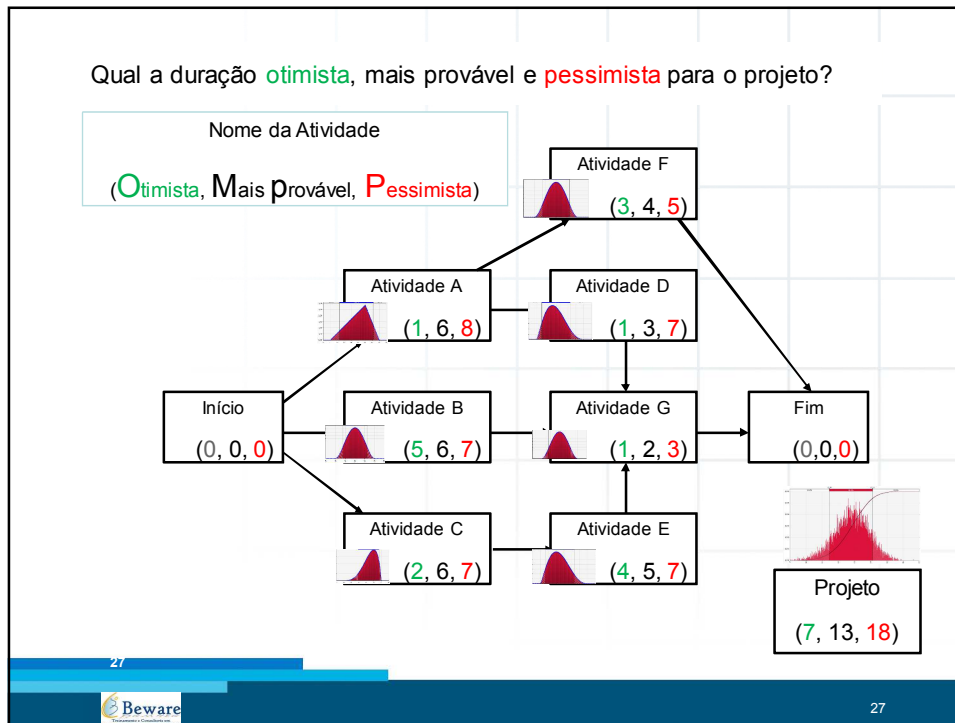 Qual a duração otimista, mais provável e pessimista para o projeto?
Nome da Atividade
(Otimista, Mais provável, Pessimista)
Atividade F
(3, 4, 5)
Atividade A
(1, 6, 8)
Atividade D
(1, 3, 7)
Início
(0, 0, 0)
Atividade B
(5, 6, 7)
Atividade G
(1, 2, 3)
Fim
(0,0,0)
Atividade C
(2, 6, 7)
Atividade E
(4, 5, 7)
Projeto
(7, 13, 18)
27
Beware
Treinamento e Consultoria em
27